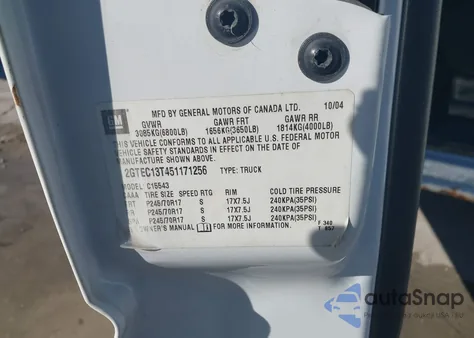 GM MFD BY GENERAL MOTORS OF CANADA LTD. 10/04
GVWR GAWR FRT GAWR RR
3085KG(6800LB) 1656KG(3650LB) 1814KG(4000LB)
THIS VEHICLE CONFORMS TO ALL APPLICABLE U.S. FEDERAL MOTOR
VEHICLE SAFETY STANDARDS IN EFFECT ON THE DATE OF
MANUFACTURE SHOWN ABOVE.
2GTEC13T451171256 TYPE: TRUCK
MODEL: C15543
TIRE SIZE SPEED RTG RIM COLD TIRE PRESSURE
FRT P245/70R17 S 17X7.5J 240KPA(35PSI)
P245/70R17 S 17X7.5J 240KPA(35PSI)
P245/70R17 S 17X7.5J 240KPA(35PSI)
OWNER'S MANUAL FOR MORE INFORMATION
F 340
T 857
autoSnap